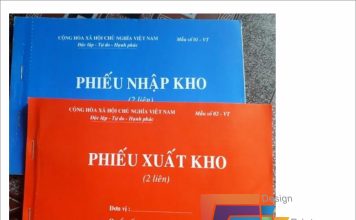 CỘNG HÒA XÃ HỘI CHỦ NGHĨA VIỆT NAM
Độc lập - Tự do - Hạnh phúc
Mẫu số 01 - VT
PHIẾU NHẬP KHO
(2 liên)
CỘNG HÒA XÃ HỘI CHỦ NGHĨA VIỆT NAM
Độc lập - Tự do - Hạnh phúc
Mẫu số 02 - VT
PHIẾU XUẤT KHO
(2 liên)
Đơn vị :
Design